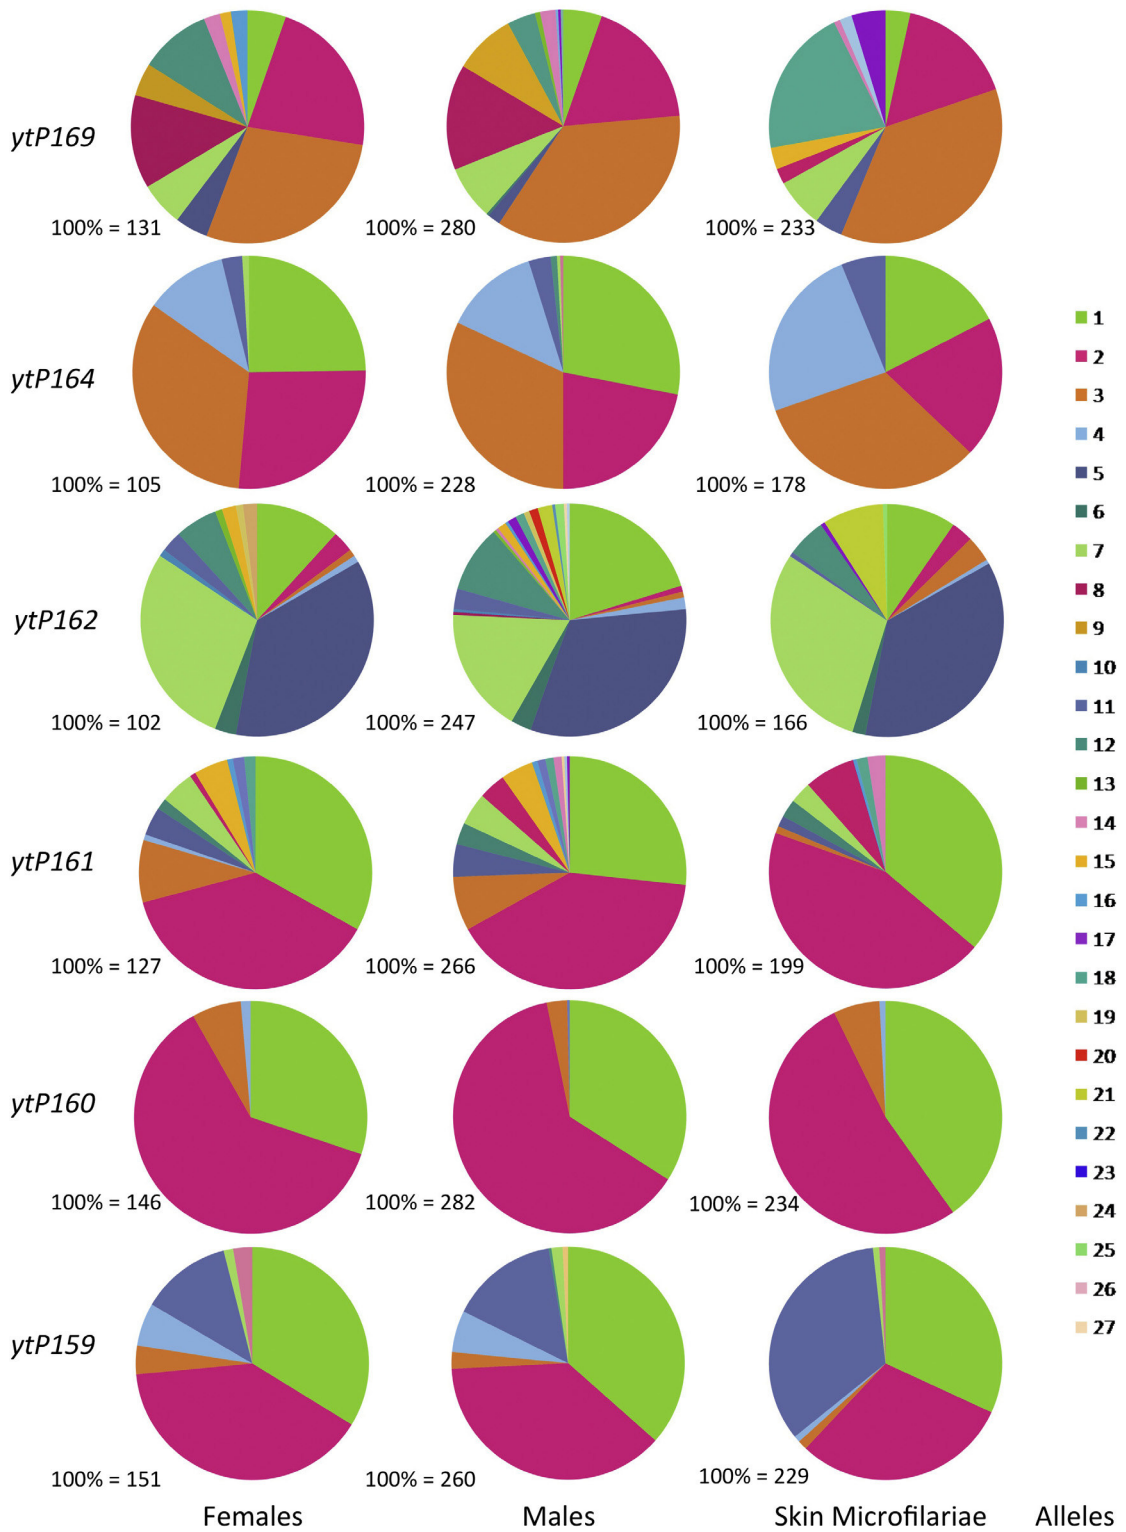 ytP169
100% = 131
100% = 280
100% = 233
ytP164
100% = 105
100% = 228
100% = 178
ytP162
100% = 102
100% = 247
100% = 166
ytP161
100% = 127
100% = 266
100% = 199
ytP160
100% = 146
100% = 282
100% = 234
ytP159
100% = 151
100% = 260
100% = 229
Females
Males
Skin Microfilariae
1
2
3
4
5
6
7
8
9
10
11
12
13
14
15
16
17
18
19
20
21
22
23
24
25
26
27
Alleles